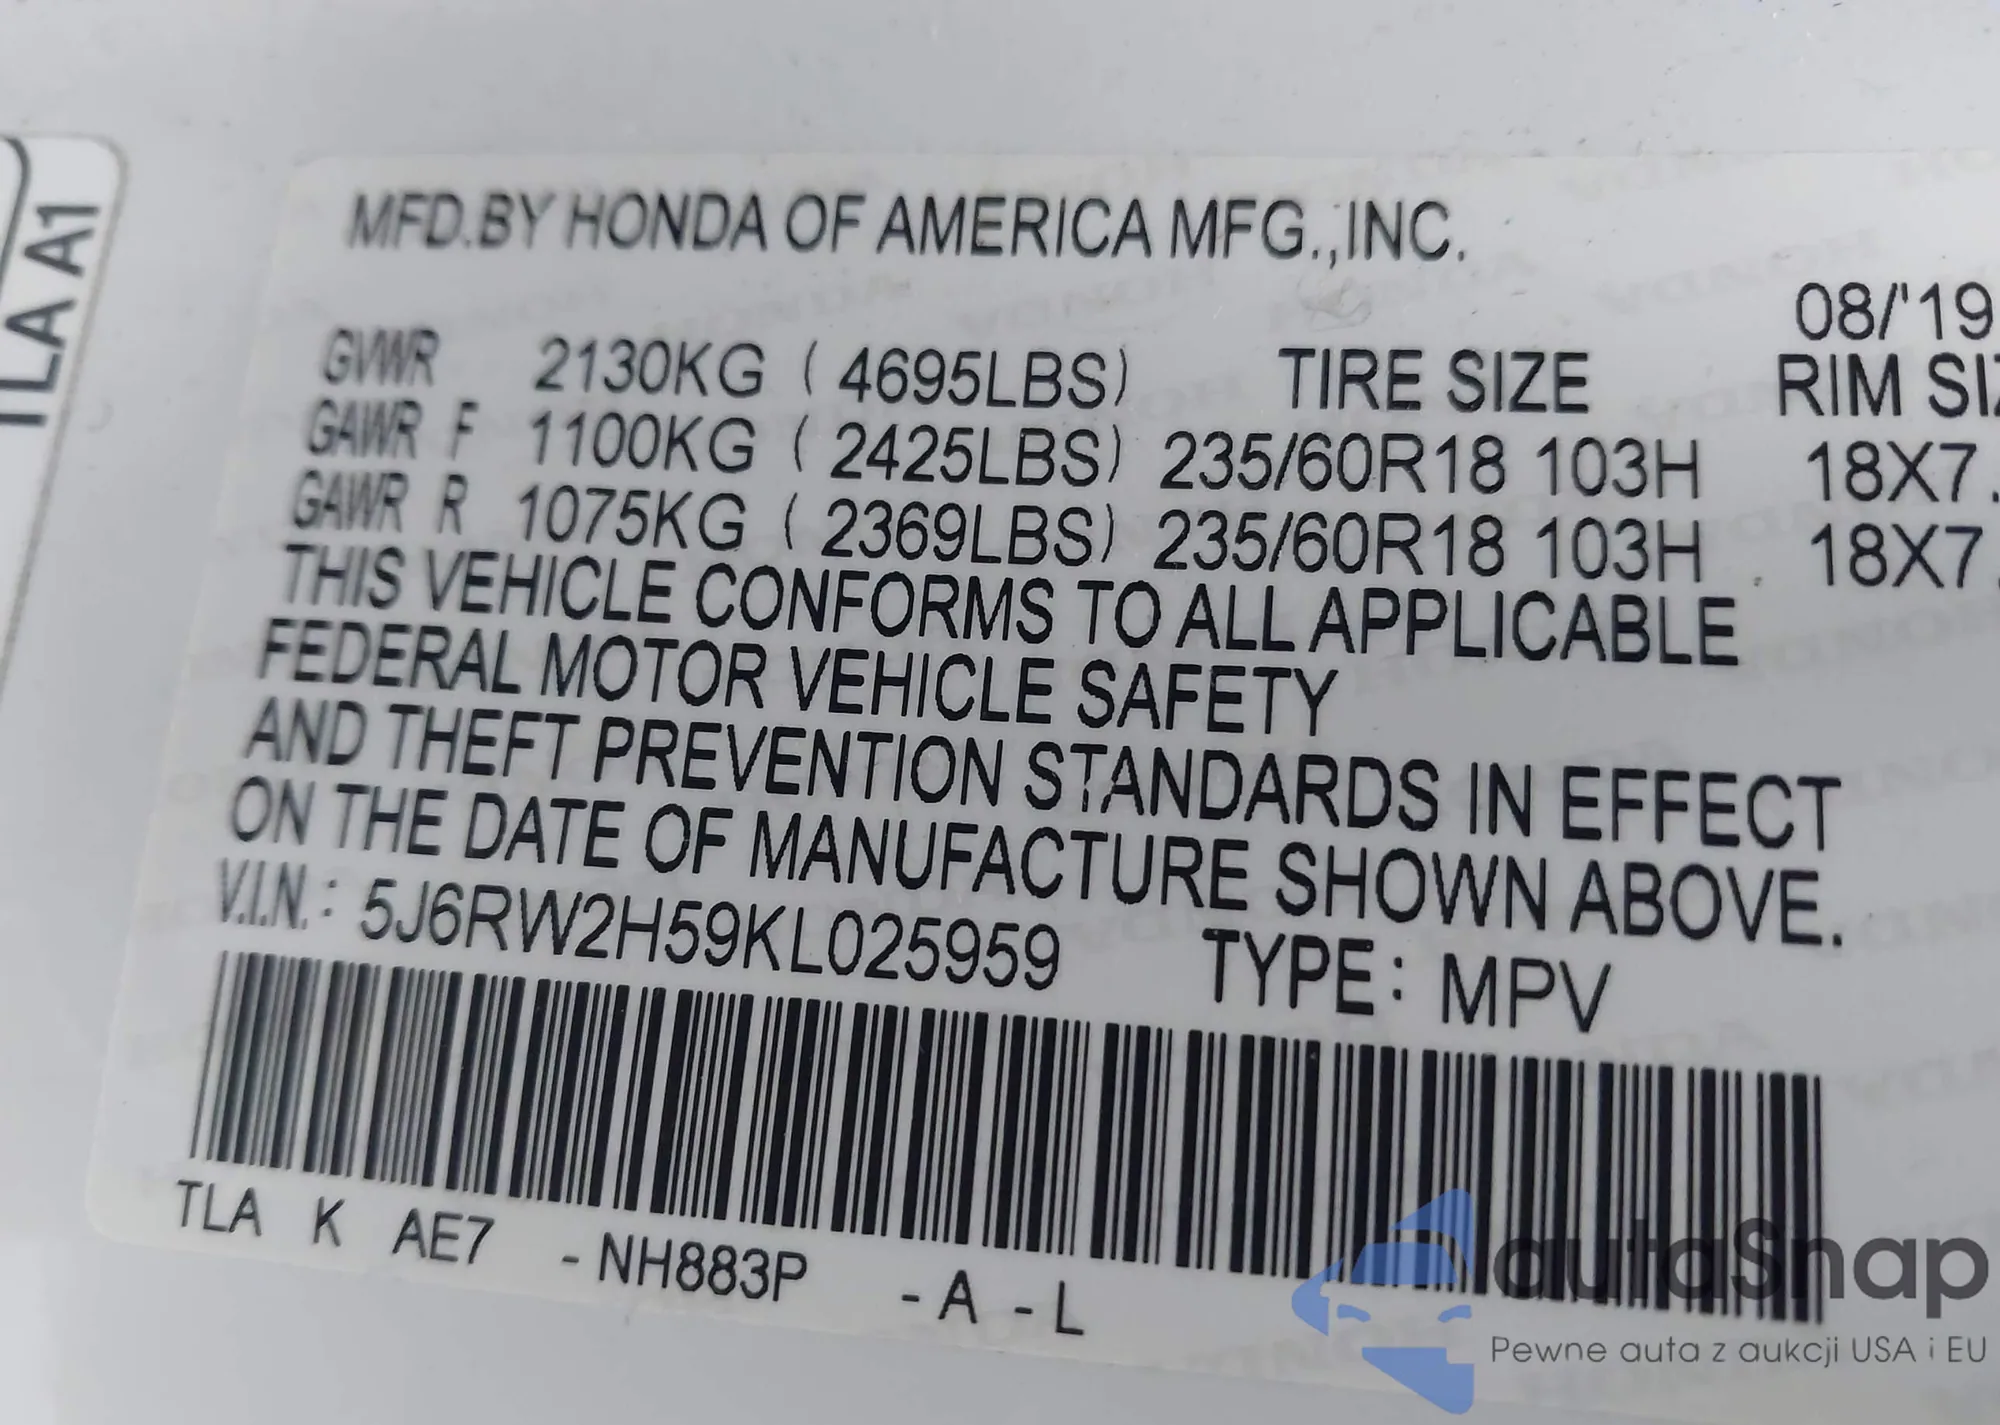 TLA A1
MFD.BY HONDA OF AMERICA MFG.,INC.
08/'19
GVWR 2130KG ( 4695LBS) TIRE SIZE RIM SIZ
GAWR F 1100KG ( 2425LBS) 235/60R18 103H 18X7.
GAWR R 1075KG ( 2369LBS) 235/60R18 103H 18X7.
THIS VEHICLE CONFORMS TO ALL APPLICABLE
FEDERAL MOTOR VEHICLE SAFETY
AND THEFT PREVENTION STANDARDS IN EFFECT
ON THE DATE OF MANUFACTURE SHOWN ABOVE.
V.I.N.: 5J6RW2H59KL025959 TYPE: MPV
TLA K AE7 -NH883P -A -L
autaSnap
Pewne auta z aukcji USA i EU